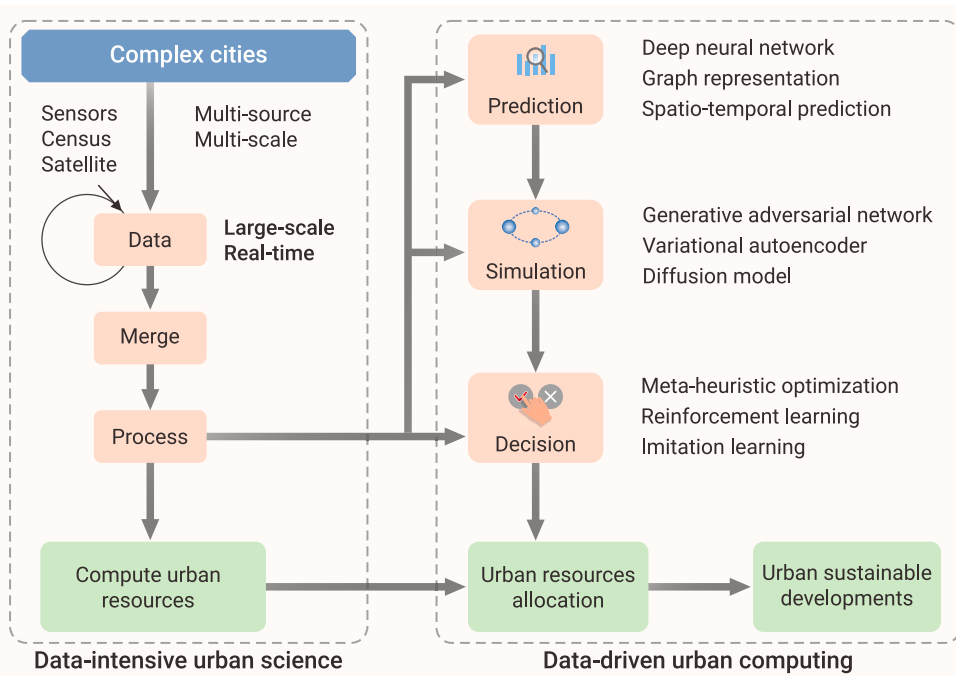 Complex cities
Sensors
Census
Satellite
Multi-source
Multi-scale
Data
Large-scale
Real-time
Merge
Process
Compute urban
resources
Data-intensive urban science
Prediction
Deep neural network
Graph representation
Spatio-temporal prediction
Simulation
Generative adversarial network
Variational autoencoder
Diffusion model
Decision
Meta-heuristic optimization
Reinforcement learning
Imitation learning
Urban resources
allocation
Urban sustainable
developments
Data-driven urban computing